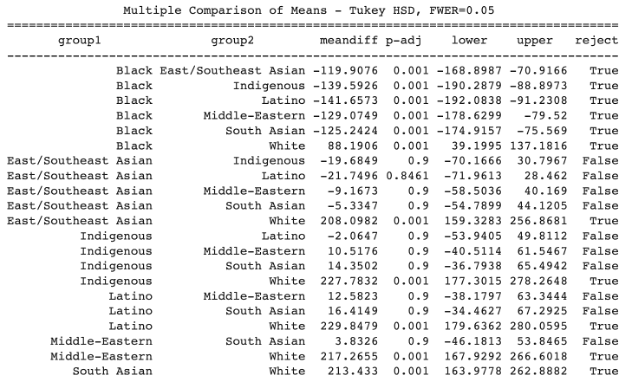 Multiple Comparison of Means - Tukey HSD, FWER=0.05
group1 group2 meandiff p-adj lower upper reject
Black East/Southeast Asian -119.9076 0.001 -168.8987 -70.9166 True
Black Indigenous -139.5926 0.001 -190.2879 -88.8973 True
Black Latino -141.6573 0.001 -192.0838 -91.2308 True
Black Middle-Eastern -129.0749 0.001 -178.6299 -79.52 True
Black South Asian -125.2424 0.001 -174.9157 -75.569 True
Black White 88.1906 0.001 39.1995 137.1816 True
East/Southeast Asian Indigenous -19.6849 0.9 -70.1666 30.7967 False
East/Southeast Asian Latino -21.7496 0.8461 -71.9613 28.462 False
East/Southeast Asian Middle-Eastern -9.1673 0.9 -58.5036 40.169 False
East/Southeast Asian South Asian -5.3347 0.9 -54.7899 44.1205 False
East/Southeast Asian White 208.0982 0.001 159.3283 256.8681 True
Indigenous Latino -2.0647 0.9 -53.9405 49.8112 False
Indigenous Middle-Eastern 10.5176 0.9 -40.5114 61.5467 False
Indigenous South Asian 14.3502 0.9 -36.7938 65.4942 False
Indigenous White 227.7832 0.001 177.3015 278.2648 True
Latino Middle-Eastern 12.5823 0.9 -38.1797 63.3444 False
Latino South Asian 16.4149 0.9 -34.4627 67.2925 False
Latino White 229.8479 0.001 179.6362 280.0595 True
Middle-Eastern South Asian 3.8326 0.9 -46.1813 53.8465 False
Middle-Eastern White 217.2655 0.001 167.9292 266.6018 True
South Asian White 213.433 0.001 163.9778 262.8882 True